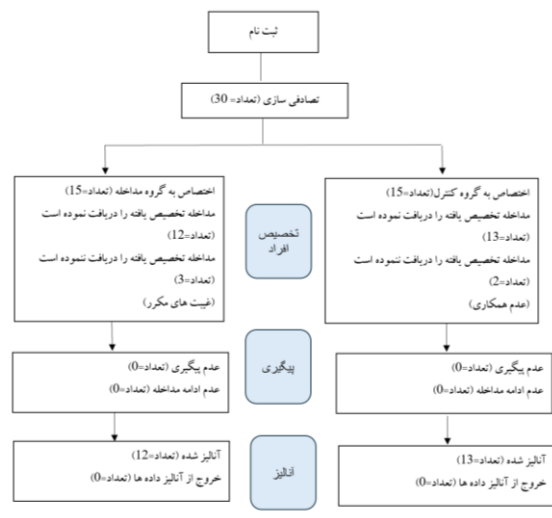 ثبت نام
تصادفی سازی (تعداد= 30)
اختصاص به گروه کنترل(تعداد=15)
مداخله تخصیص یافته را دریافت نموده است
(تعداد=13)
مداخله تخصیص یافته را دریافت ننموده است
(تعداد=2)
(عدم همکاری)
تخصیص
افراد
اختصاص به گروه مداخله (تعداد=15)
مداخله تخصیص یافته را دریافت نموده است
(تعداد=12)
مداخله تخصیص یافته را دریافت ننموده است
(تعداد=3)
(غیبت های مکرر)
عدم پیگیری (تعداد=0)
عدم ادامه مداخله (تعداد=0)
پیگیری
عدم پیگیری (تعداد=0)
عدم ادامه مداخله (تعداد=0)
آنالیز شده (تعداد=13)
خروج از آنالیز داده ها (تعداد=0)
آنالیز
آنالیز شده (تعداد=12)
خروج از آنالیز داده ها (تعداد=0)